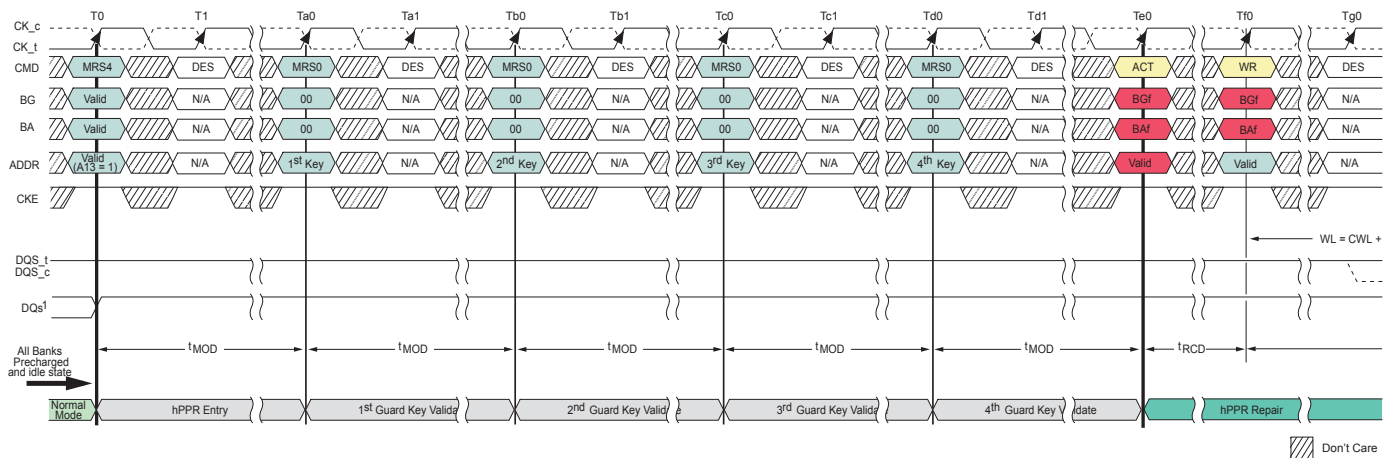 T0 T1 Ta0 Ta1 Tb0 Tb1 Tc0 Tc1 Td0 Td1 Te0 Tf0 Tg0
CK_c
CK_t
CMD MRS4 DES MRS0 DES MRS0 DES MRS0 DES MRS0 DES ACT WR DES
BG Valid N/A 00 N/A 00 N/A 00 N/A 00 N/A BGf BGf N/A
BA Valid N/A 00 N/A 00 N/A 00 N/A 00 N/A BAf BAf N/A
ADDR Valid (A13 = 1) N/A 1st Key N/A 2nd Key N/A 3rd Key N/A 4th Key N/A Valid Valid N/A
CKE
WL = CWL +
DQS_t
DQS_c
DQs1
All Banks
Precharged
and idle state
tMOD tMOD tMOD tMOD tMOD tRCD
Normal
Mode
hPPR Entry 1st Guard Key Valida 2nd Guard Key Valid e 3rd Guard Key Valida 4th Guard Key V idate hPPR Repair
Don't Care